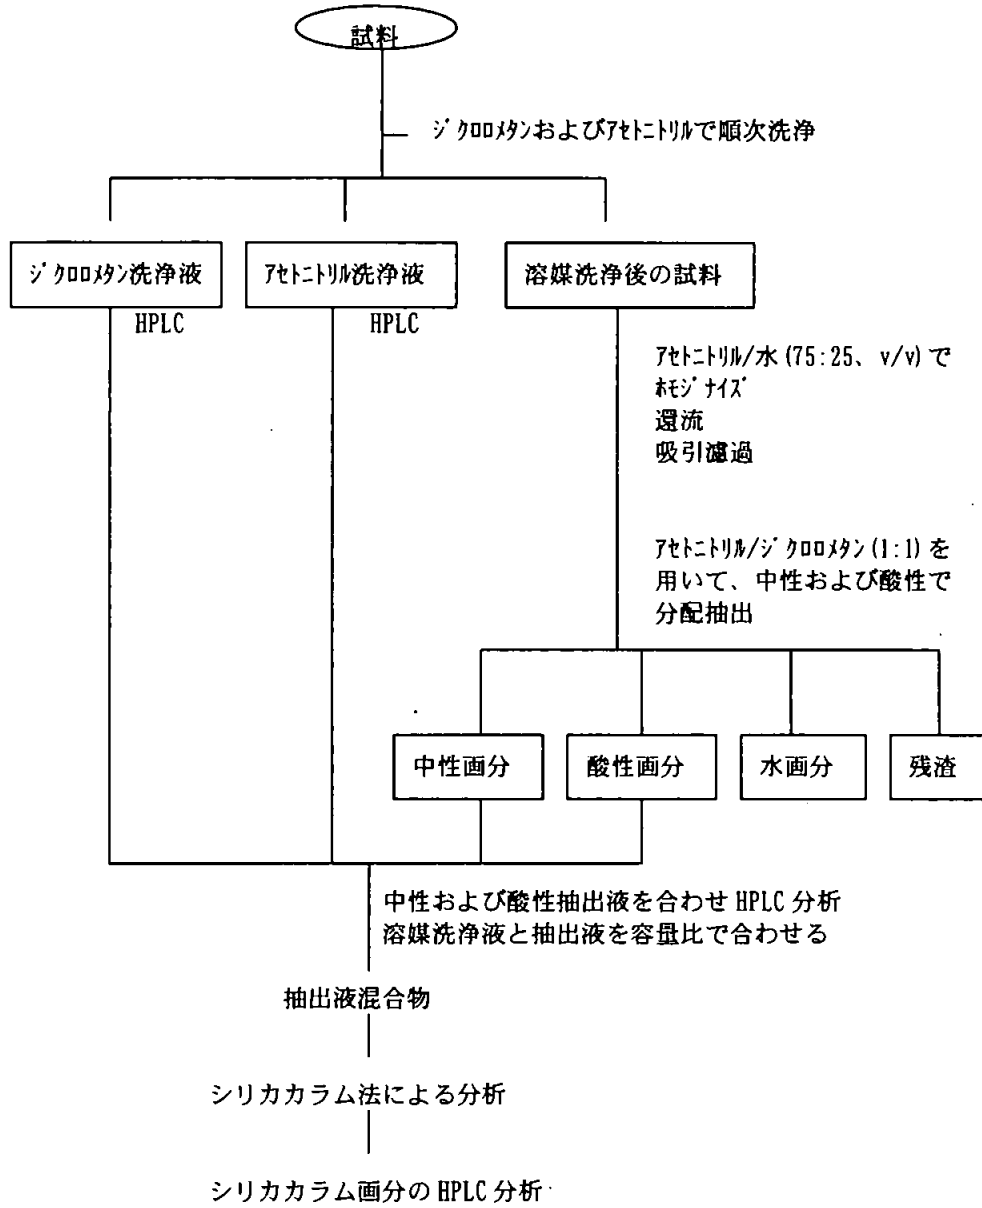 試料
ジクロロメタンおよびアセトニトリルで順次洗浄
ジクロロメタン洗浄液
アセトニトリル洗浄液
溶媒洗浄後の試料
HPLC
HPLC
アセトニトリル/水(75:25、v/v)で
ホモジナイズ
還流
吸引濾過
アセトニトリル/ジクロロメタン(1:1)を
用いて、中性および酸性で
分配抽出
中性画分
酸性画分
水画分
残渣
中性および酸性抽出液を合わせ HPLC 分析
溶媒洗浄液と抽出液を容量比で合わせる
抽出液混合物
シリカカラム法による分析
シリカカラム画分の HPLC 分析